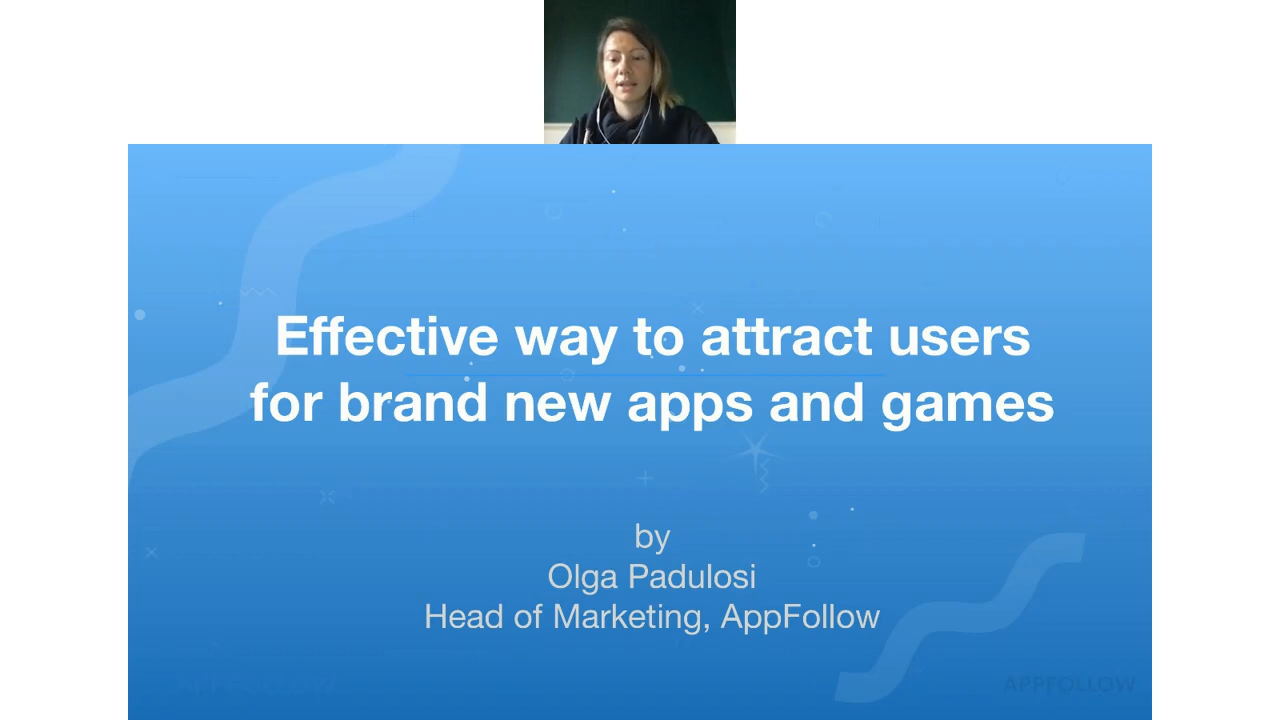 Effective way to attract users
for brand new apps and games
by
Olga Padulosi
Head of Marketing, AppFollow
APPFOLLOW
APPFOLLOW